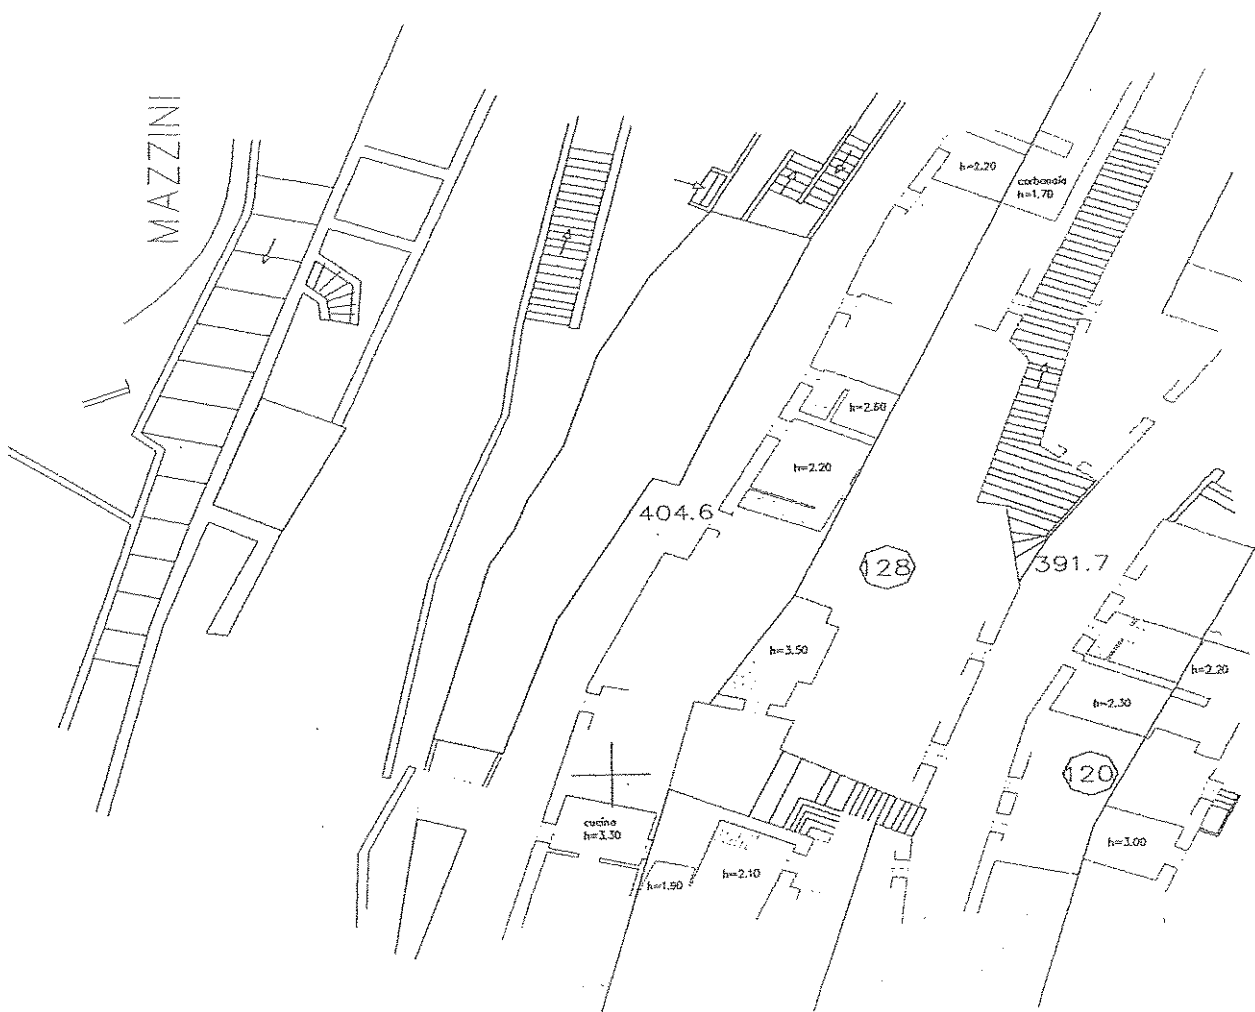 MAZZINI
h=2.20
carbonaia
h=1.70
h=2.60
h=2.20
404.6
128
391.7
h=3.50
h=2.20
h=2.30
120
cucina
h=3.30
h=3.00
h=1.90
h=2.10